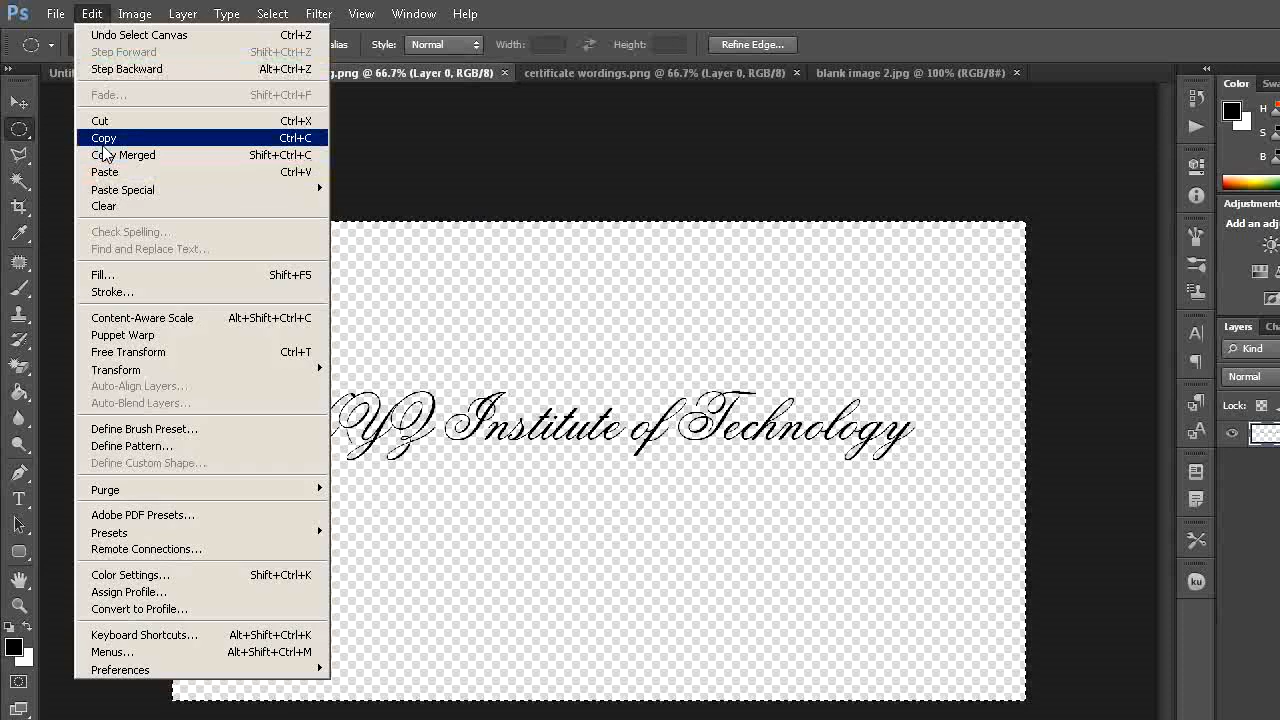 Ps File Edit Image Layer Type Select Filter View Window Help
alias Style: Normal Width: Height: Refine Edge...
.png @ 66.7% (Layer 0, RGB/8) × certificate wordings.png @ 66.7% (Layer 0, RGB/8) × blank image 2.jpg @ 100% (RGB/8#) ×
Undo Select Canvas Ctrl+Z
Step Forward Shift+Ctrl+Z
Step Backward Alt+Ctrl+Z
Fade... Shift+Ctrl+F
Cut Ctrl+X
Copy Ctrl+C
Copy Merged Shift+Ctrl+C
Paste Ctrl+V
Paste Special
Clear
Check Spelling...
Find and Replace Text...
Fill... Shift+F5
Stroke...
Content-Aware Scale Alt+Shift+Ctrl+C
Puppet Warp
Free Transform Ctrl+T
Transform
Auto-Align Layers...
Auto-Blend Layers...
Define Brush Preset...
Define Pattern...
Define Custom Shape...
Purge
Adobe PDF Presets...
Presets
Remote Connections...
Color Settings... Shift+Ctrl+K
Assign Profile...
Convert to Profile...
Keyboard Shortcuts... Alt+Shift+Ctrl+K
Menus... Alt+Shift+Ctrl+M
Preferences
XYZ Institute of Technology
Color
H
S
B
Adjustments
Add an adj
Layers
Kind
Normal
Lock:
ku